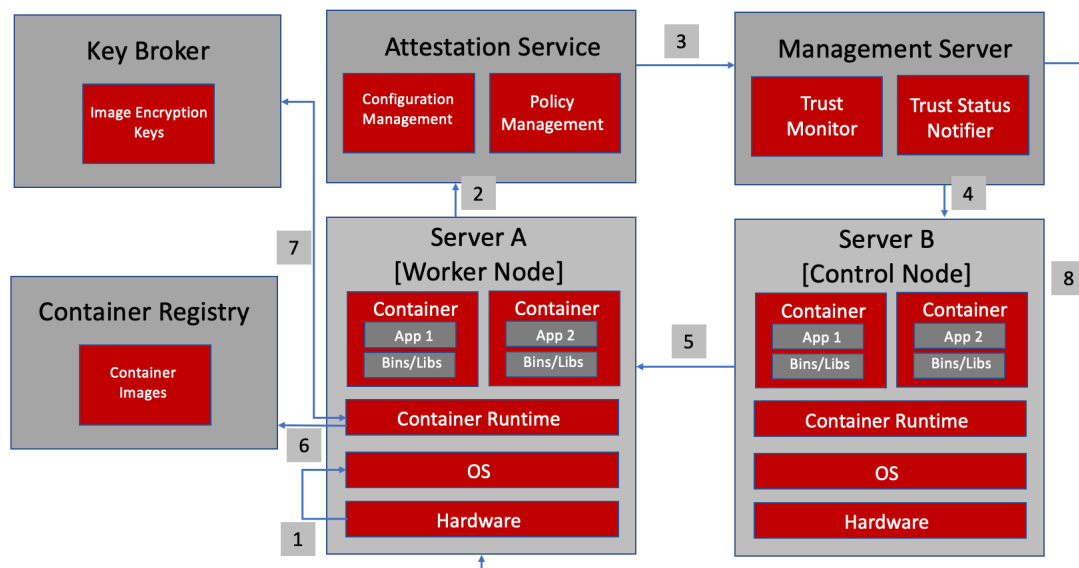 Key Broker
Image Encryption
Keys
Attestation Service
Configuration
Management
Policy
Management
3
Management Server
Trust
Monitor
Trust Status
Notifier
2
4
7
Container Registry
Container
Images
6
1
Server A
[Worker Node]
Container
App 1
Bins/Libs
Container
App 2
Bins/Libs
Container Runtime
OS
Hardware
5
Server B
[Control Node]
Container
App 1
Bins/Libs
Container
App 2
Bins/Libs
Container Runtime
OS
Hardware
8